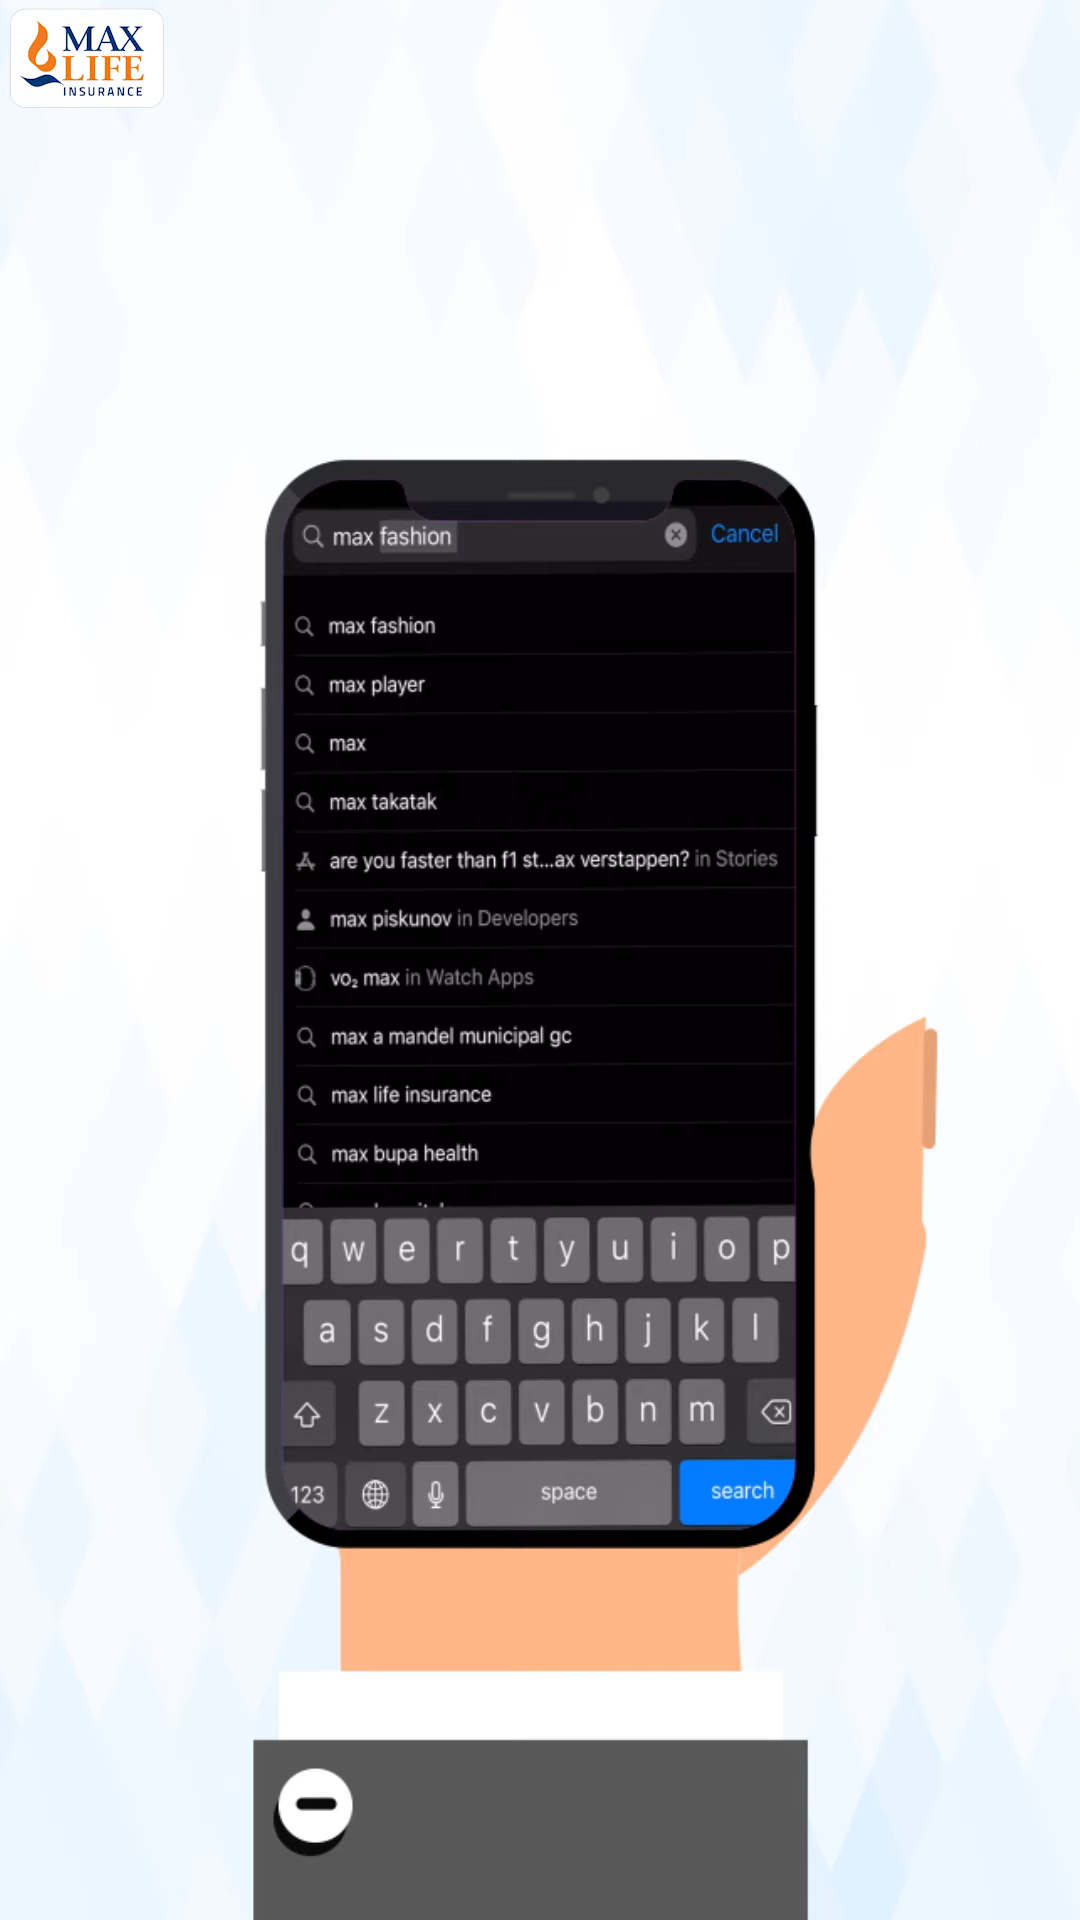 MAX
LIFE
INSURANCE
max fashion
Cancel
max fashion
max player
max
max takatak
are you faster than f1 st...ax verstappen? in Stories
max piskunov in Developers
vo₂ max in Watch Apps
max a mandel municipal gc
max life insurance
max bupa health
q w e r t y u i o p
a s d f g h j k l
z x c v b n m
123 space search